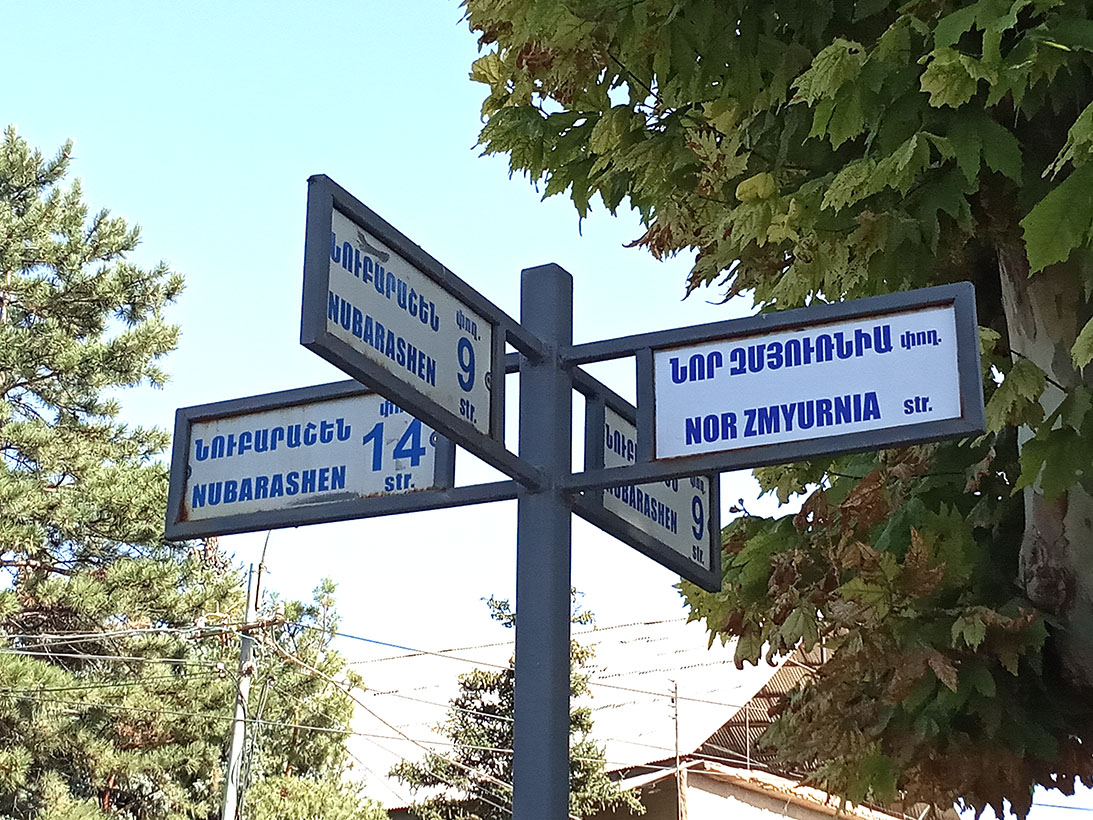 ՆՈՒԲԱՐԱՇԵՆ փող.
NUBARASHEN 9 str.
ՆՈՐ ԶՄՅՈՒՌՆԻԱ փող.
NOR ZMYURNIA str.
ՆՈՒԲԱՐԱՇԵՆ
NUBARASHEN 14 str.
NUBARASHEN 9 str.